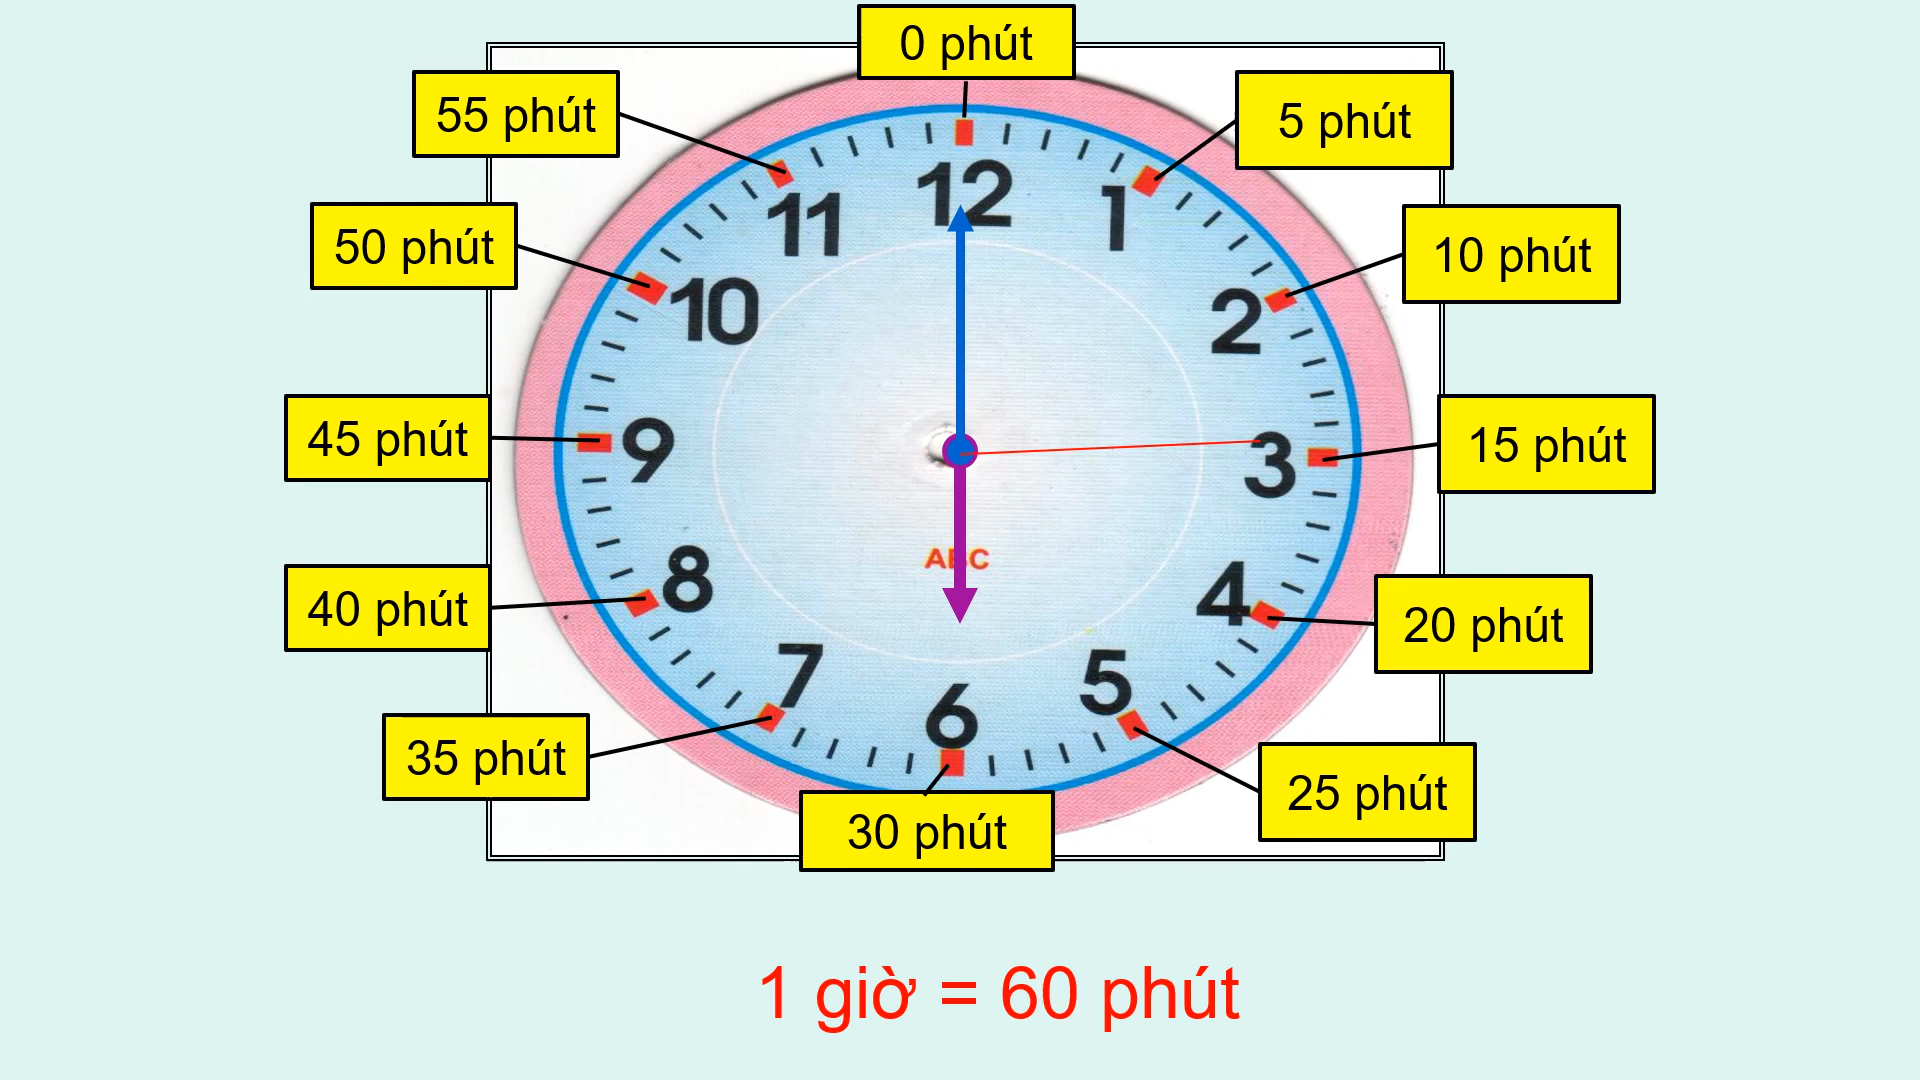 0 phút
55 phút
5 phút
50 phút
10 phút
45 phút
15 phút
40 phút
20 phút
35 phút
25 phút
30 phút
12
11
1
10
2
9
3
8
4
7
5
6
ABC
1 giờ = 60 phút